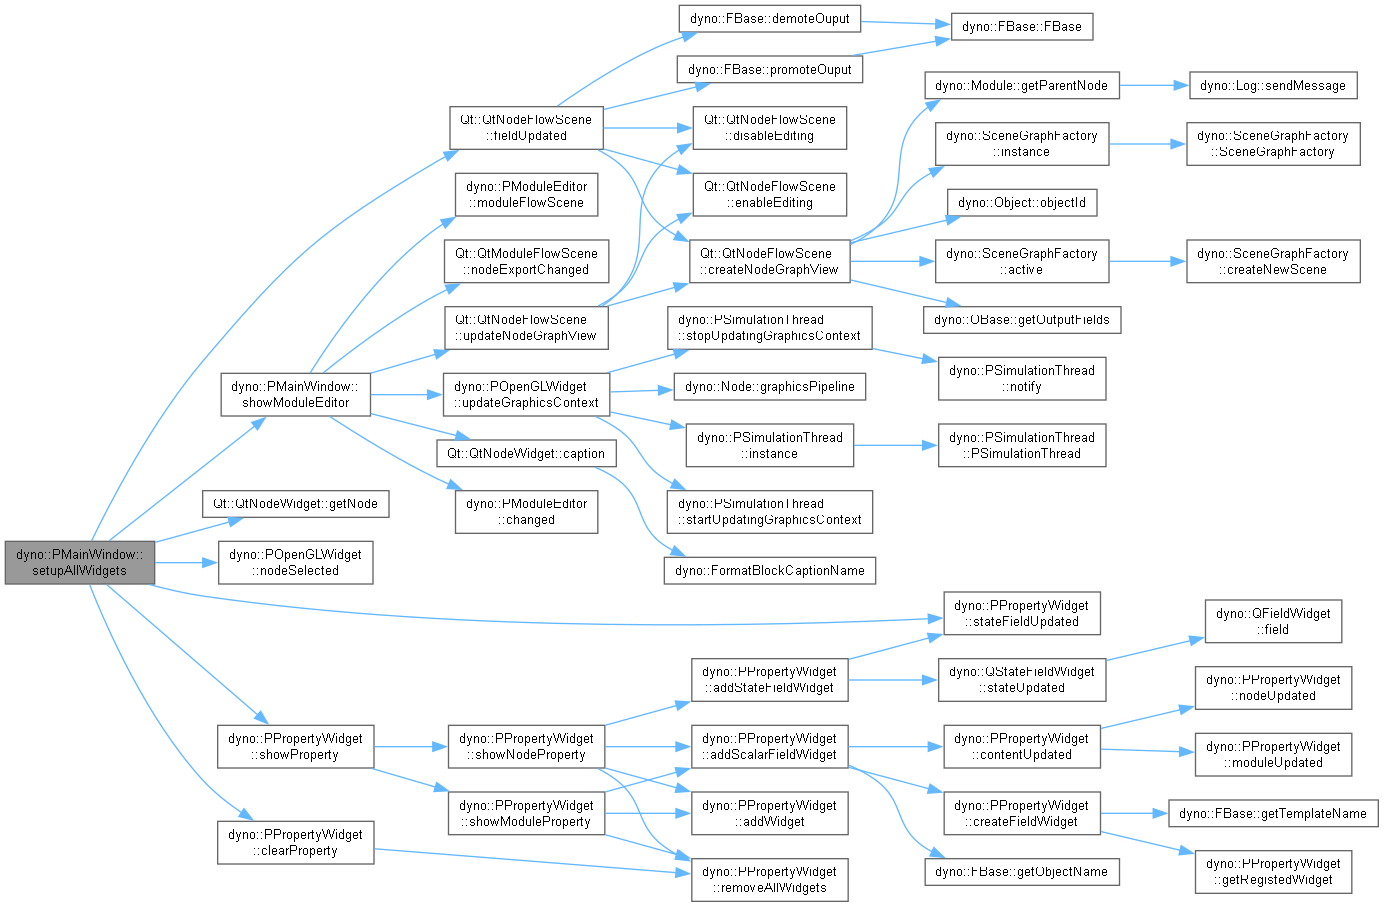 dyno::PMainWindow::
setupAllWidgets
Qt::QtNodeFlowScene
::fieldUpdated
dyno::PMainWindow::
showModuleEditor
Qt::QtNodeWidget::getNode
dyno::POpenGLWidget
::nodeSelected
dyno::PPropertyWidget
::showProperty
dyno::PPropertyWidget
::clearProperty
dyno::PModuleEditor
::moduleFlowScene
Qt::QtModuleFlowScene
::nodeExportChanged
Qt::QtNodeFlowScene
::updateNodeGraphView
dyno::POpenGLWidget
::updateGraphicsContext
Qt::QtNodeWidget::caption
dyno::PModuleEditor
::changed
dyno::PPropertyWidget
::showNodeProperty
dyno::PPropertyWidget
::showModuleProperty
dyno::FBase::demoteOuput
dyno::FBase::promoteOuput
Qt::QtNodeFlowScene
::disableEditing
Qt::QtNodeFlowScene
::enableEditing
Qt::QtNodeFlowScene
::createNodeGraphView
dyno::PSimulationThread
::stopUpdatingGraphicsContext
dyno::Node::graphicsPipeline
dyno::PSimulationThread
::instance
dyno::PSimulationThread
::startUpdatingGraphicsContext
dyno::FormatBlockCaptionName
dyno::PPropertyWidget
::addStateFieldWidget
dyno::PPropertyWidget
::addScalarFieldWidget
dyno::PPropertyWidget
::addWidget
dyno::PPropertyWidget
::removeAllWidgets
dyno::FBase::FBase
dyno::Module::getParentNode
dyno::SceneGraphFactory
::instance
dyno::Object::objectId
dyno::SceneGraphFactory
::active
dyno::OBase::getOutputFields
dyno::PSimulationThread
::notify
dyno::PSimulationThread
::PSimulationThread
dyno::PPropertyWidget
::stateFieldUpdated
dyno::QStateFieldWidget
::stateUpdated
dyno::PPropertyWidget
::contentUpdated
dyno::PPropertyWidget
::createFieldWidget
dyno::FBase::getObjectName
dyno::Log::sendMessage
dyno::SceneGraphFactory
::SceneGraphFactory
dyno::SceneGraphFactory
::createNewScene
dyno::QFieldWidget
::field
dyno::PPropertyWidget
::nodeUpdated
dyno::PPropertyWidget
::moduleUpdated
dyno::FBase::getTemplateName
dyno::PPropertyWidget
::getRegistedWidget